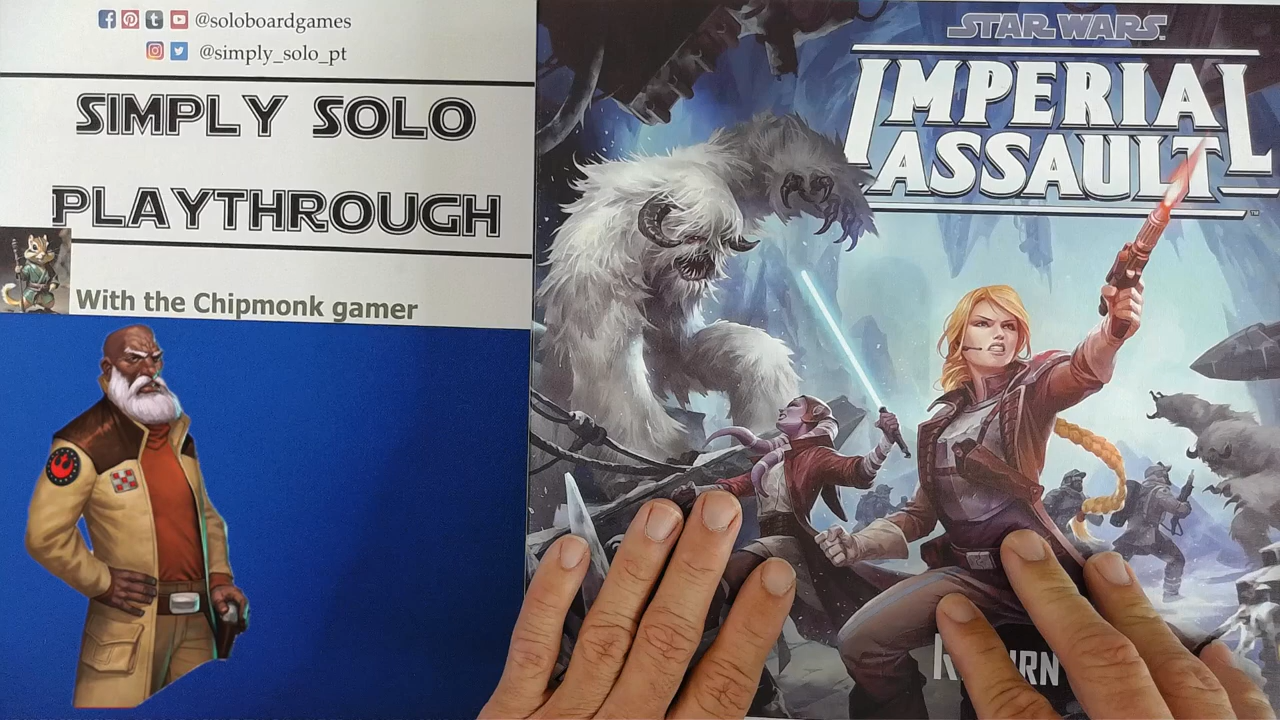 @soloboardgames
@simply_solo_pt
SIMPLY SOLO
PLAYTHROUGH
With the Chipmonk gamer
STAR WARS
IMPERIAL
ASSAULT